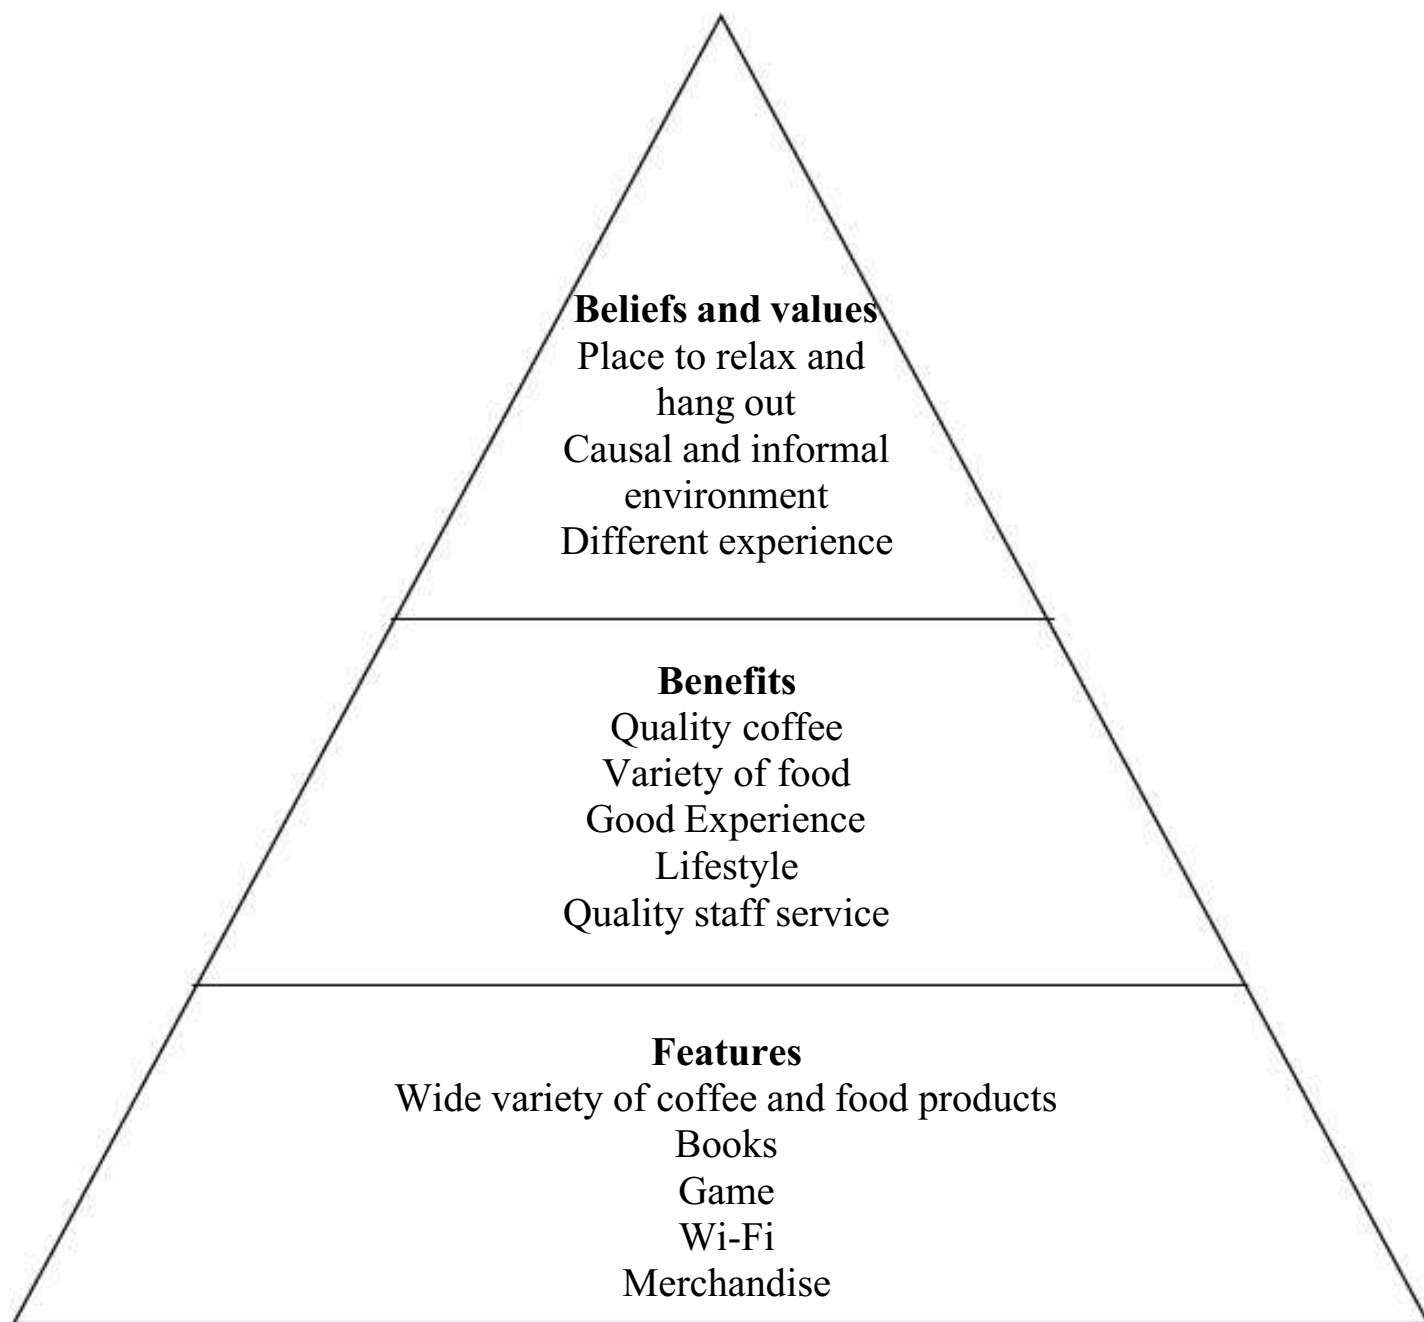 Beliefs and values
Place to relax and
hang out
Causal and informal
environment
Different experience
Benefits
Quality coffee
Variety of food
Good Experience
Lifestyle
Quality staff service
Features
Wide variety of coffee and food products
Books
Game
Wi-Fi
Merchandise